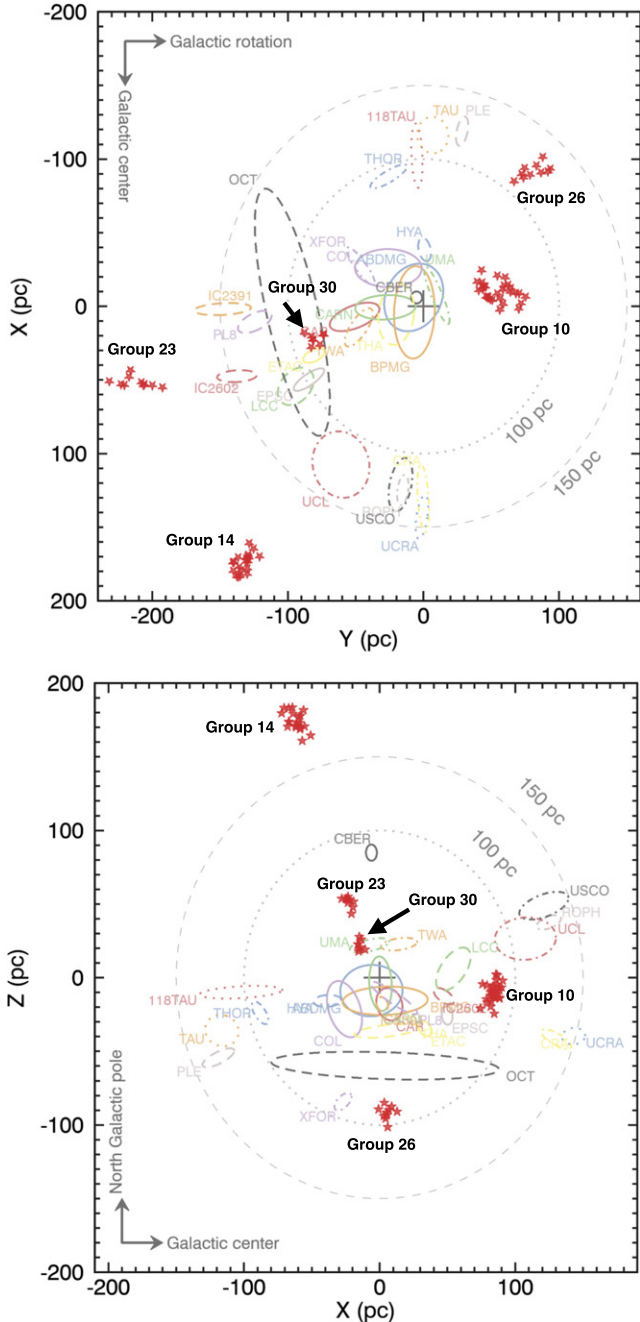 -100
0
100
200
X (pc)
Galactic rotation
Galactic center
118TAU
TAU
PLE
THOR
OCT
Group 26
HYA
XFOR
COL
ABDMG
UMA
CBER
IC2391
Group 30
CARN
Group 10
PL8
TWA
THA
Group 23
ETAC
BPMG
IC2602
EPSC
LCC
100 pc
150 pc
UCL
CRA
ROPH
USCO
Group 14
UCRA
-200
-100
0
100
Y (pc)
200
100
0
-100
-200
Z (pc)
Group 14
150 pc
CBER
100 pc
Group 23
Group 30
USCO
ROPH
UMA
TWA
LCC
UCL
118TAU
Group 10
THOR
ABDMG
TAU
COL
CAR
PL8
EPSC
ETAC
UCRA
PLE
OCT
XFOR
Group 26
North Galactic pole
Galactic center
-200
-100
0
100
X (pc)